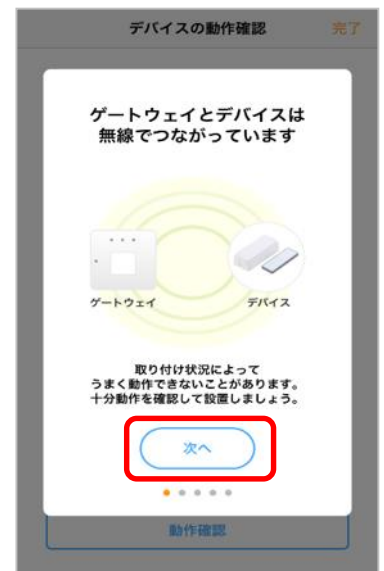 デバイスの動作確認 完了
ゲートウェイとデバイスは
無線でつながっています
ゲートウェイ デバイス
取り付け状況によって
うまく動作できないことがあります。
十分動作を確認して設置しましょう。
次へ
動作確認